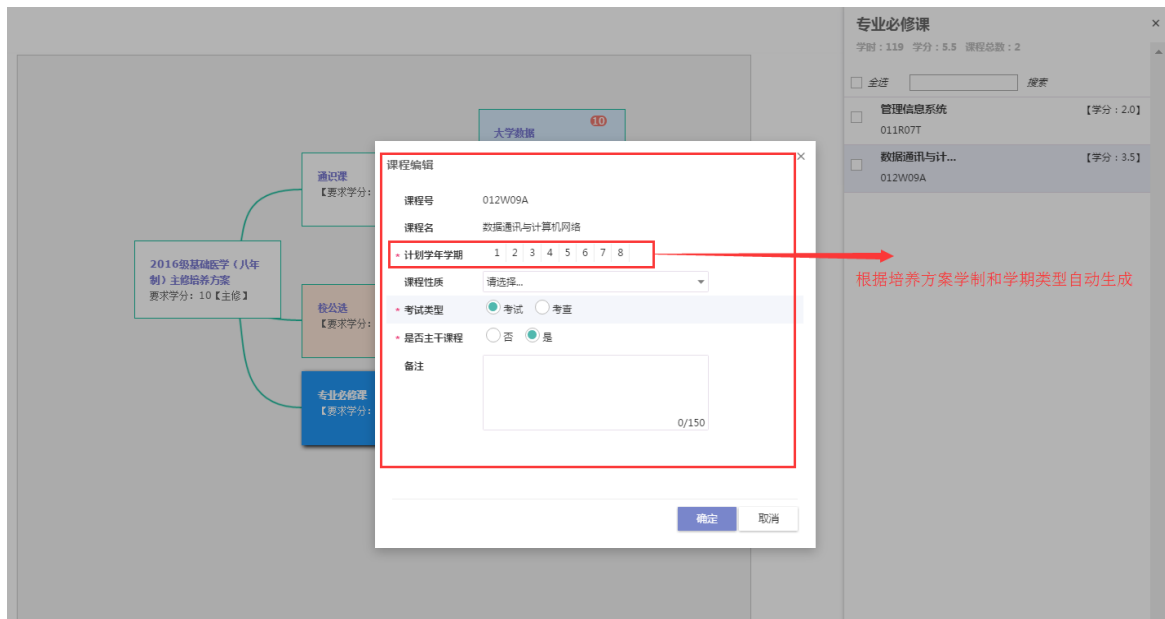 专业必修课
×
学时：119 学分：5.5 课程总数：2
全选
搜索
管理信息系统 【学分：2.0】
011R07T
数据通讯与计... 【学分：3.5】
012W09A
大学数据 10
通识课
【要求学分：
2016级基础医学（八年
制）主修培养方案
要求学分：10【主修】
校公选
【要求学分：
专业必修课
【要求学分：
课程编辑
×
课程号 012W09A
课程名 数据通讯与计算机网络
* 计划学年学期 1 2 3 4 5 6 7 8
课程性质 请选择...
* 考试类型 考试 考查
* 是否主干课程 否 是
备注
0/150
确定 取消
根据培养方案学制和学期类型自动生成